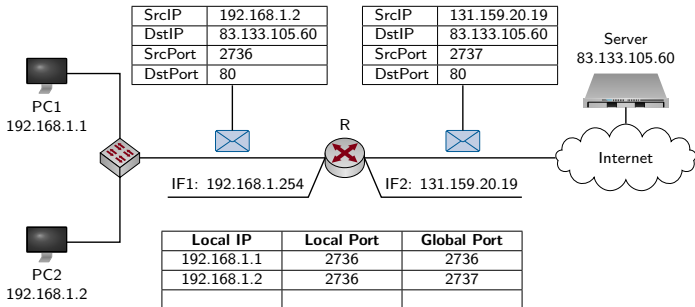 SrcIP 192.168.1.2
DstIP 83.133.105.60
SrcPort 2736
DstPort 80
SrcIP 131.159.20.19
DstIP 83.133.105.60
SrcPort 2737
DstPort 80
Server
83.133.105.60
PC1
192.168.1.1
R
Internet
IF1: 192.168.1.254
IF2: 131.159.20.19
PC2
192.168.1.2
Local IP Local Port Global Port
192.168.1.1 2736 2736
192.168.1.2 2736 2737